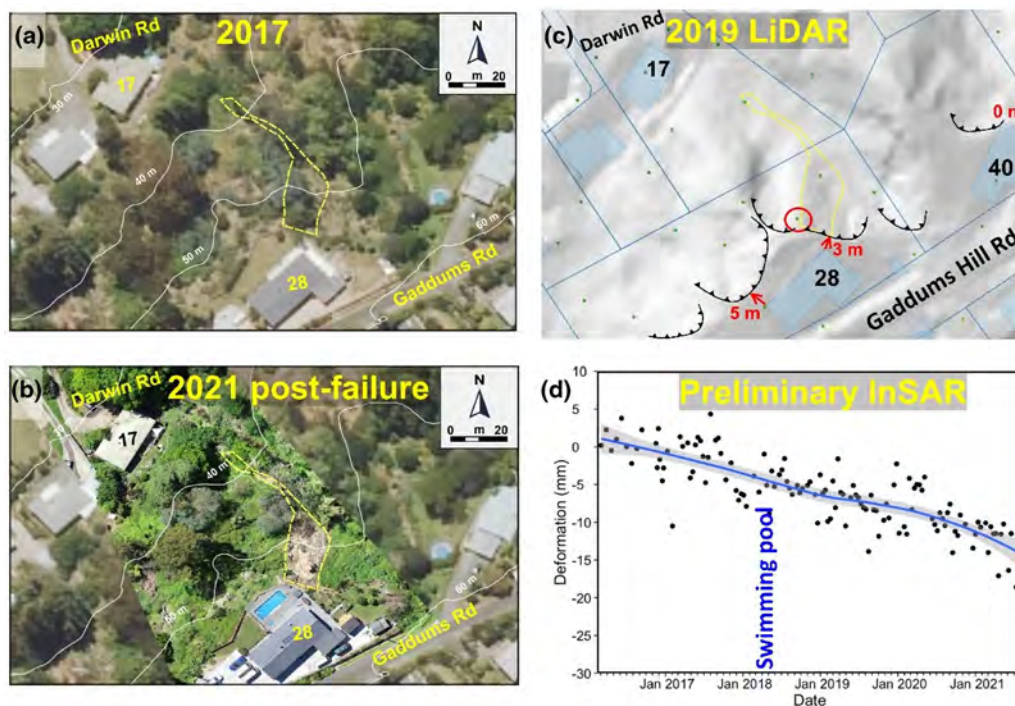 (a)
2017
Darwin Rd
17
N
0 m 20
30 m
40 m
50 m
60 m
28
Gaddums Rd
(b)
2021 post-failure
Darwin Rd
17
N
0 m 20
40 m
60 m
28
Gaddums Rd
(c)
2019 LiDAR
Darwin Rd
17
N
0 m 20
0 m
40
3 m
28
5 m
Gaddums Hill Rd
(d)
Preliminary InSAR
10
5
0
-5
-10
-15
-20
-25
-30
Deformation (mm)
Swimming pool
Jan 2017 Jan 2018 Jan 2019 Jan 2020 Jan 2021
Date